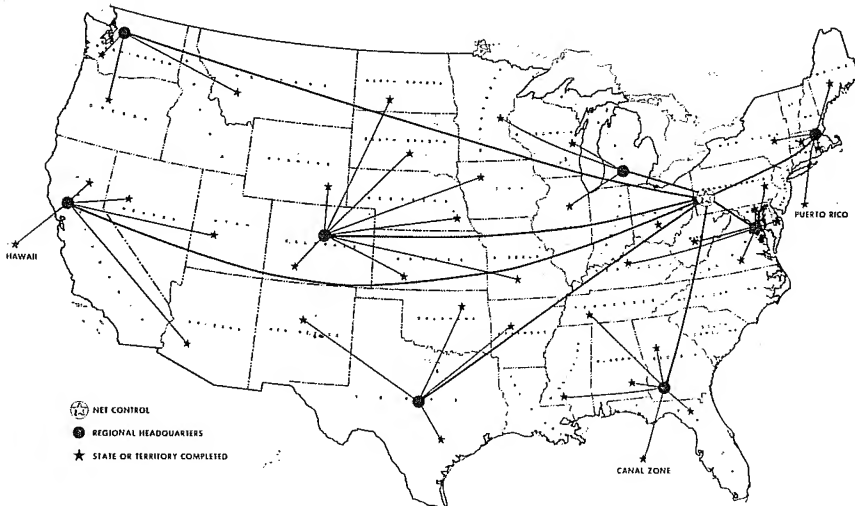 PUERTO RICO
HAWAII
NET CONTROL
REGIONAL HEADQUARTERS
STATE OR TERRITORY COMPLETED
CANAL ZONE